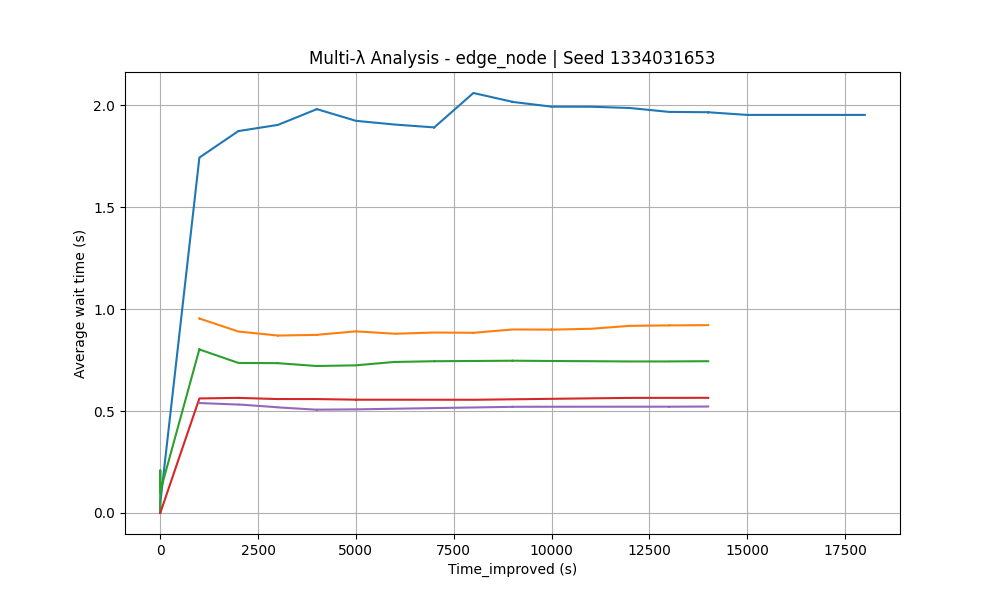 Multi-λ Analysis - edge_node | Seed 1334031653
Average wait time (s)
2.0
1.5
1.0
0.5
0.0
0 2500 5000 7500 10000 12500 15000 17500
Time_improved (s)